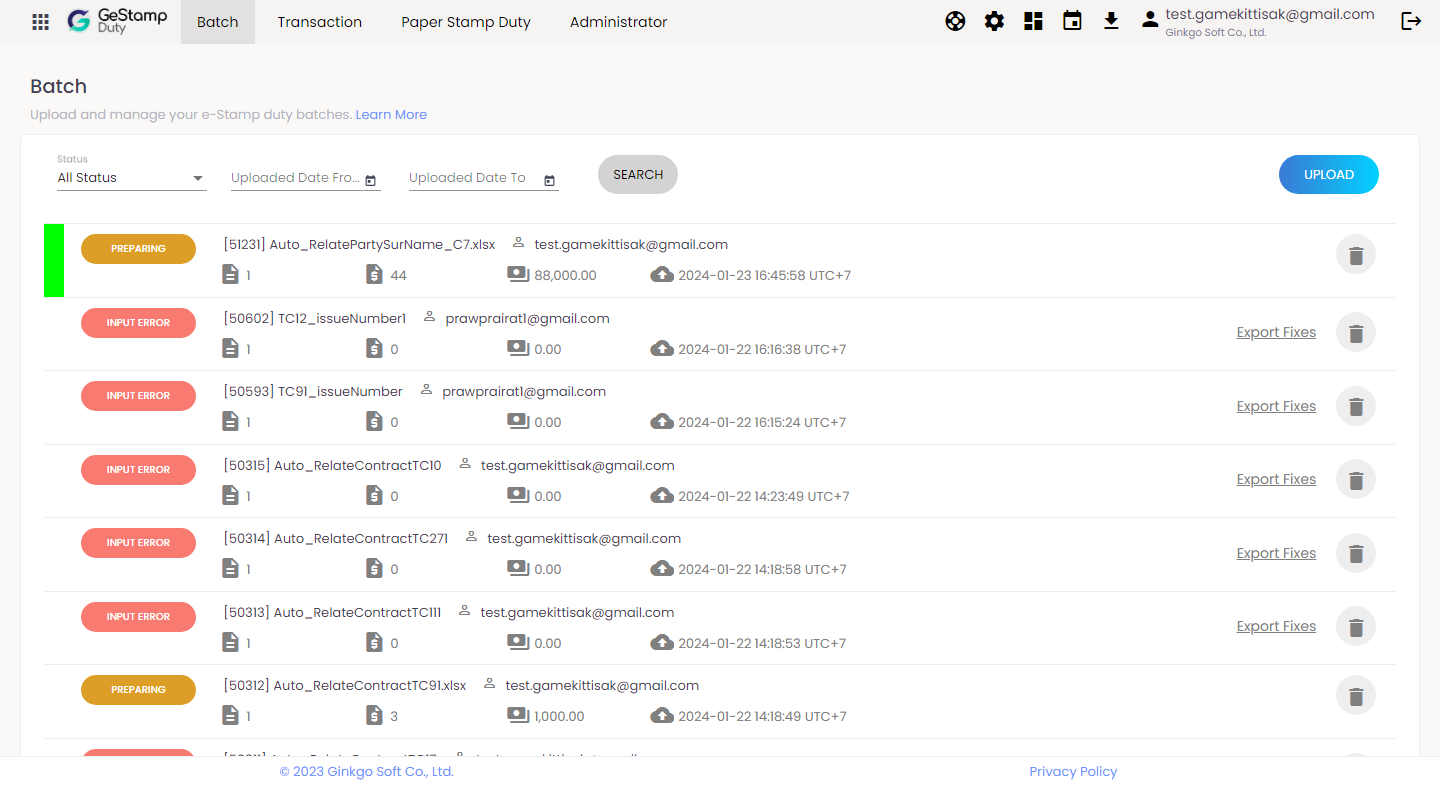 GeStamp
Duty
Batch
Transaction
Paper Stamp Duty
Administrator
test.gamekittisak@gmail.com
Ginkgo Soft Co., Ltd.
Batch
Upload and manage your e-Stamp duty batches. Learn More
Status
All Status
Uploaded Date Fro...
Uploaded Date To
SEARCH
UPLOAD
PREPARING
[51231] Auto_RelatePartySurName_C7.xlsx
test.gamekittisak@gmail.com
1
44
88,000.00
2024-01-23 16:45:58 UTC+7
INPUT ERROR
[50602] TC12_issueNumber1
prawprairat1@gmail.com
1
0
0.00
2024-01-22 16:16:38 UTC+7
Export Fixes
INPUT ERROR
[50593] TC91_issueNumber
prawprairat1@gmail.com
1
0
0.00
2024-01-22 16:15:24 UTC+7
Export Fixes
INPUT ERROR
[50315] Auto_RelateContractTC10
test.gamekittisak@gmail.com
1
0
0.00
2024-01-22 14:23:49 UTC+7
Export Fixes
INPUT ERROR
[50314] Auto_RelateContractTC271
test.gamekittisak@gmail.com
1
0
0.00
2024-01-22 14:18:58 UTC+7
Export Fixes
INPUT ERROR
[50313] Auto_RelateContractTC111
test.gamekittisak@gmail.com
1
0
0.00
2024-01-22 14:18:53 UTC+7
Export Fixes
PREPARING
[50312] Auto_RelateContractTC91.xlsx
test.gamekittisak@gmail.com
1
3
1,000.00
2024-01-22 14:18:49 UTC+7
© 2023 Ginkgo Soft Co., Ltd.
Privacy Policy